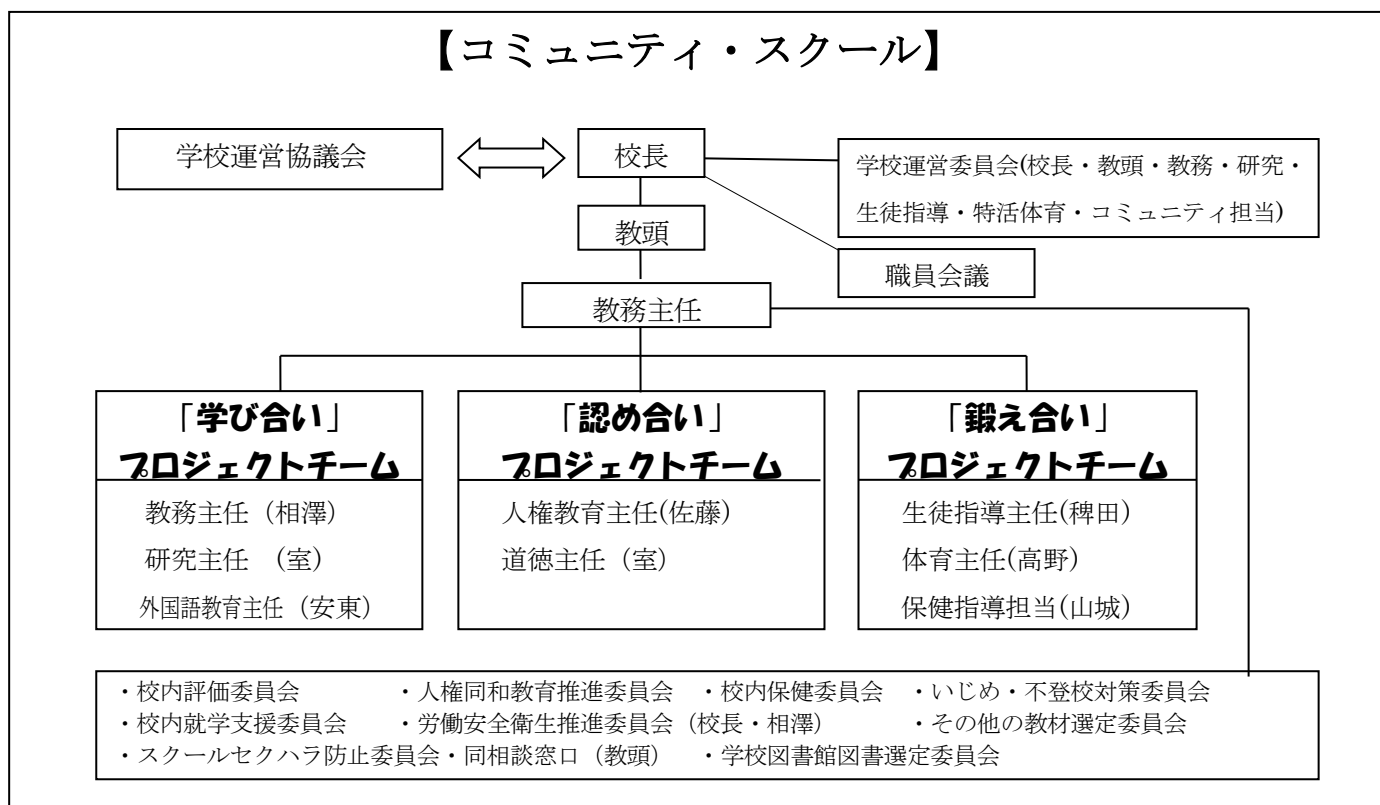 【コミュニティ・スクール】
学校運営協議会
校長
学校運営委員会(校長・教頭・教務・研究・
生徒指導・特活体育・コミュニティ担当)
教頭
職員会議
教務主任
「学び合い」
プロジェクトチーム
教務主任（相澤）
研究主任　（室）
外国語教育主任（安東）
「認め合い」
プロジェクトチーム
人権教育主任(佐藤)
道徳主任（室）
「鍛え合い」
プロジェクトチーム
生徒指導主任(稗田)
体育主任(高野)
保健指導担当(山城)
・校内評価委員会　・人権同和教育推進委員会　・校内保健委員会　・いじめ・不登校対策委員会
・校内就学支援委員会　・労働安全衛生推進委員会（校長・相澤）　・その他の教材選定委員会
・スクールセクハラ防止委員会・同相談窓口（教頭）　・学校図書館図書選定委員会